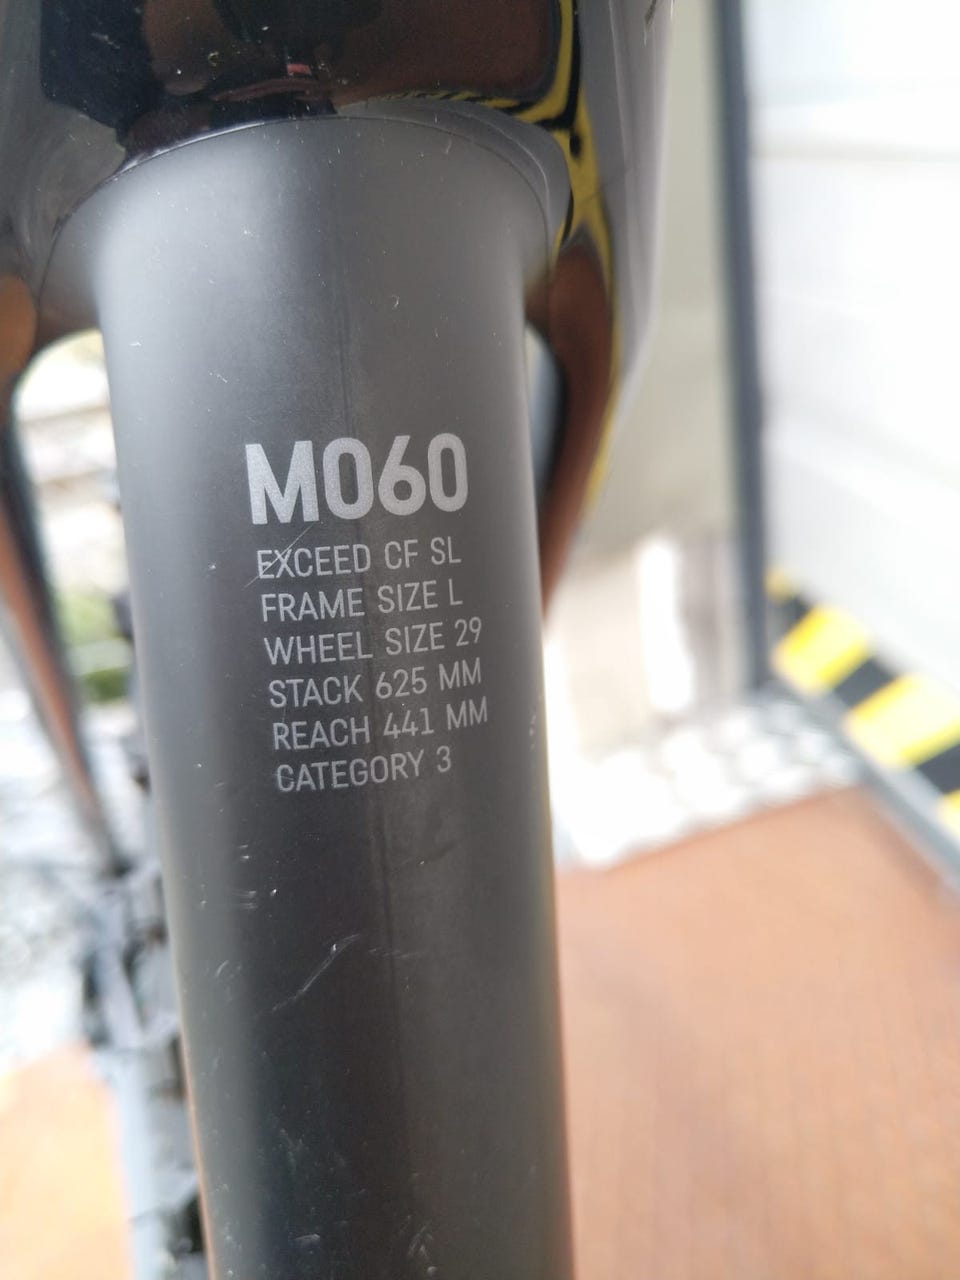 M060
EXCEED CF SL
FRAME SIZE L
WHEEL SIZE 29
STACK 625 MM
REACH 441 MM
CATEGORY 3